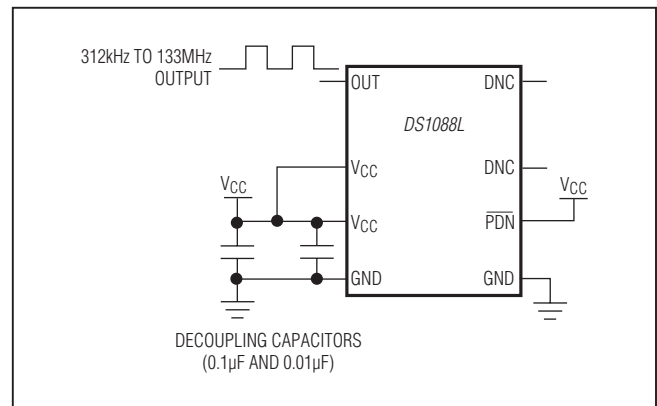 312kHz TO 133MHz
OUTPUT
OUT
DNC
DS1088L
VCC
DNC
VCC
VCC
VCC
PDN
GND
GND
DECOUPLING CAPACITORS
(0.1µF AND 0.01µF)